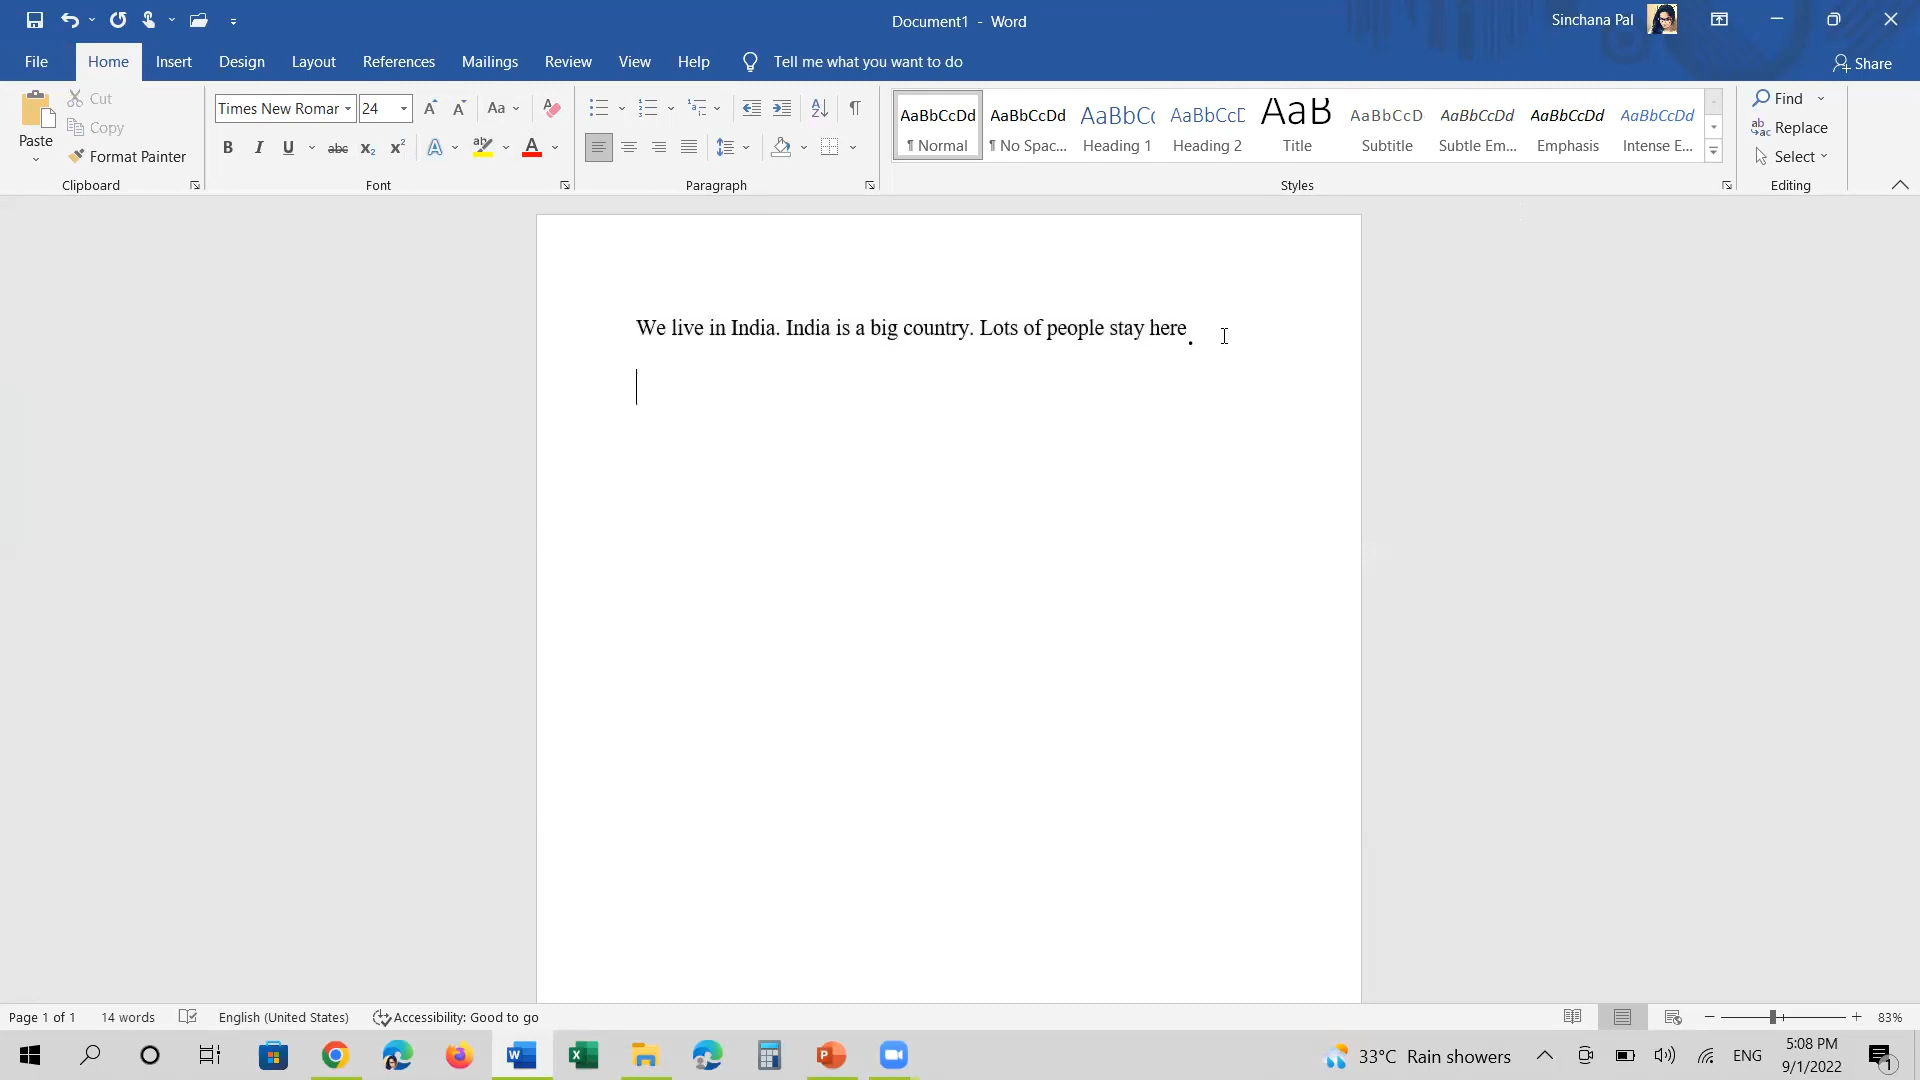 Document1 - Word
Sinchana Pal
File Home Insert Design Layout References Mailings Review View Help Tell me what you want to do Share
Paste
Cut
Copy
Format Painter
Clipboard
Times New Romar 24
Font
Paragraph
AaBbCcDd AaBbCcDd AaBbC( AaBbCcC AaB AaBbCcD AaBbCcDd AaBbCcDd AaBbCcDd
¶ Normal ¶ No Spac... Heading 1 Heading 2 Title Subtitle Subtle Em... Emphasis Intense E...
Styles
Find
Replace
Select
Editing
We live in India. India is a big country. Lots of people stay here.
Page 1 of 1 14 words English (United States) Accessibility: Good to go 83%
33°C Rain showers ENG 5:08 PM
9/1/2022
1